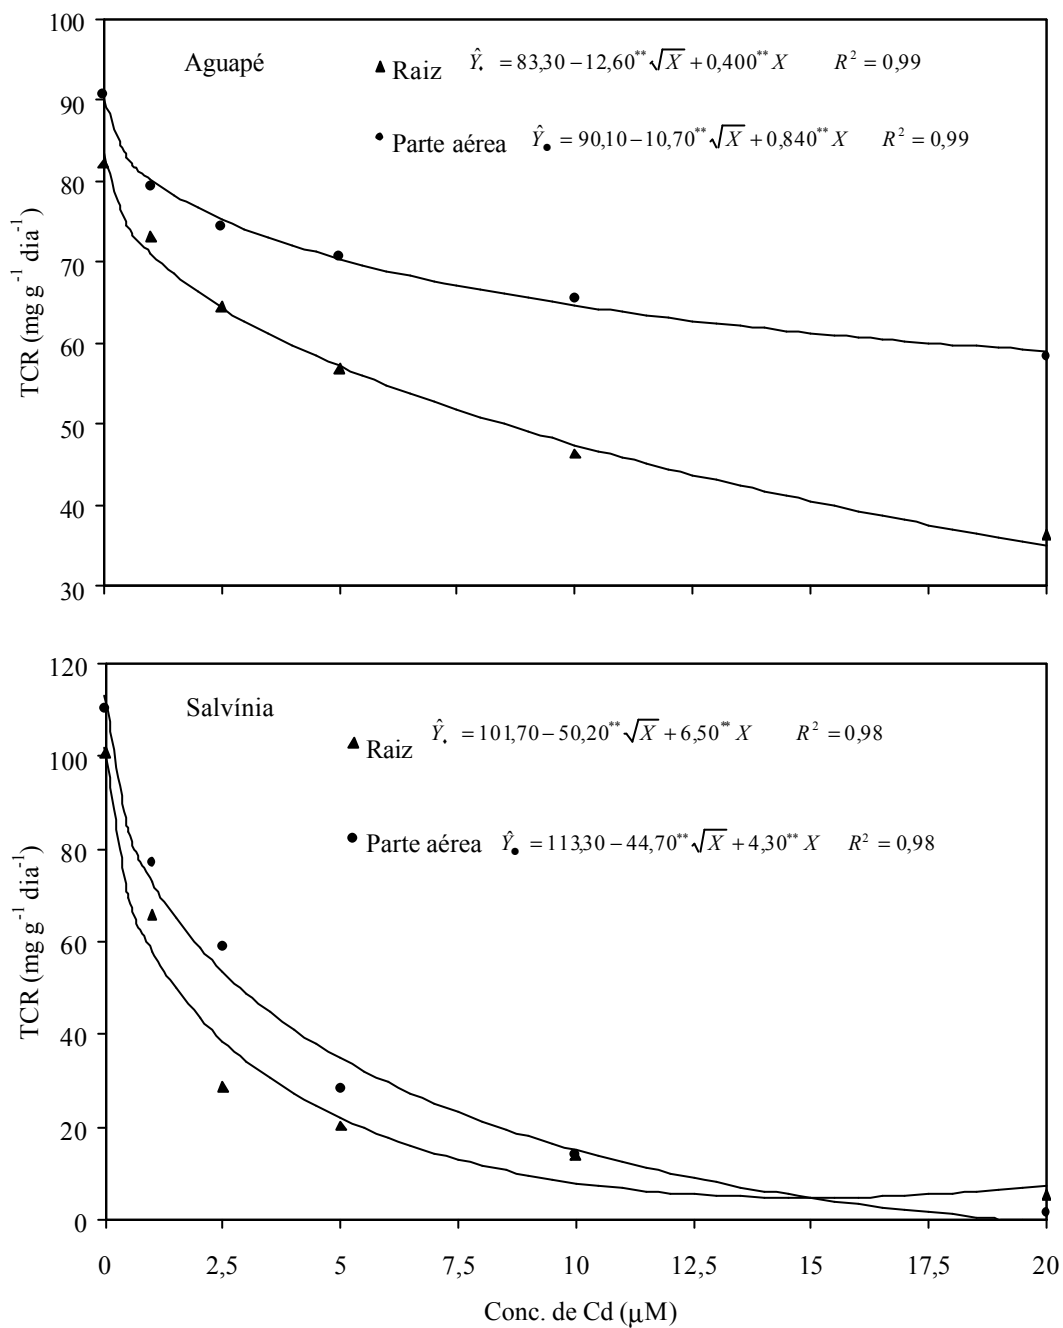 100
90
80
70
60
50
40
30
TCR (mg g⁻¹ dia⁻¹)
Aguapé
▲ Raiz Ŷ▲ = 83,30 − 12,60** √X + 0,400** X R² = 0,99
● Parte aérea Ŷ● = 90,10 − 10,70** √X + 0,840** X R² = 0,99
120
100
80
60
40
20
0
TCR (mg g⁻¹ dia⁻¹)
Salvínia
▲ Raiz Ŷ▲ = 101,70 − 50,20** √X + 6,50** X R² = 0,98
● Parte aérea Ŷ● = 113,30 − 44,70** √X + 4,30** X R² = 0,98
0 2,5 5 7,5 10 12,5 15 17,5 20
Conc. de Cd (μM)